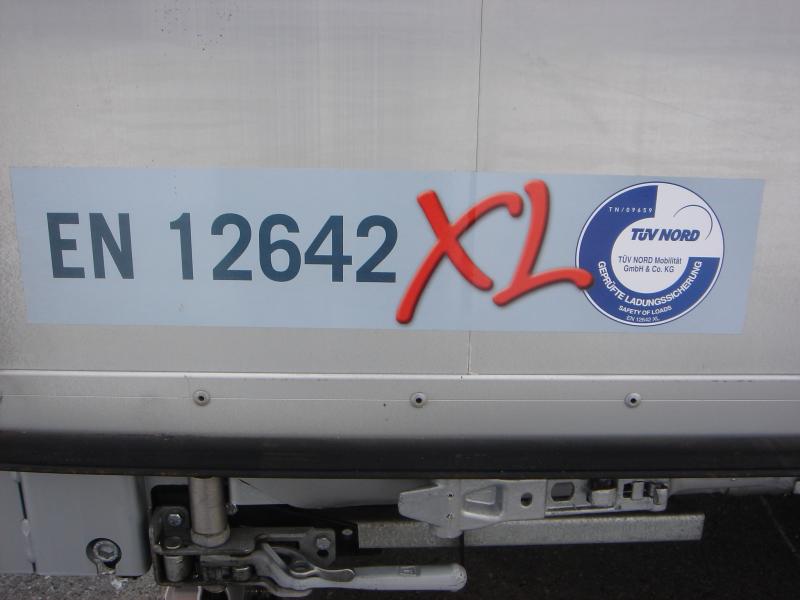 EN 12642 XL
TN/09659
TÜV NORD
TÜV NORD Mobilität
GmbH & Co. KG
GEPRÜFTE LADUNGSSICHERUNG
SAFETY OF LOADS
EN 12642 XL